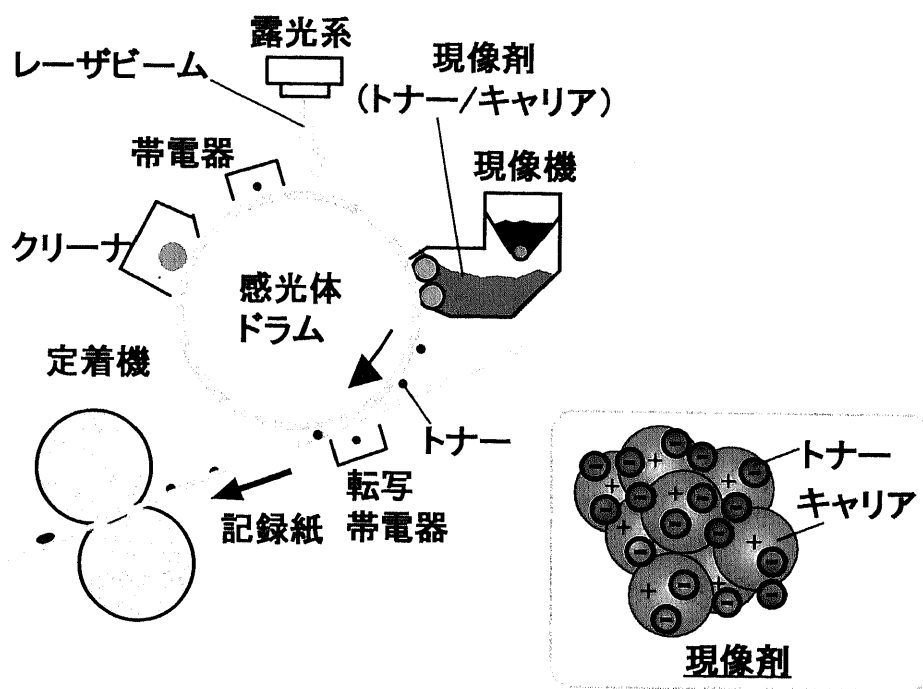 露光系
レーザビーム
現像剤
(トナー/キャリア)
帯電器
現像機
クリーナ
感光体
ドラム
定着機
トナー
転写
帯電器
記録紙
トナー
キャリア
現像剤